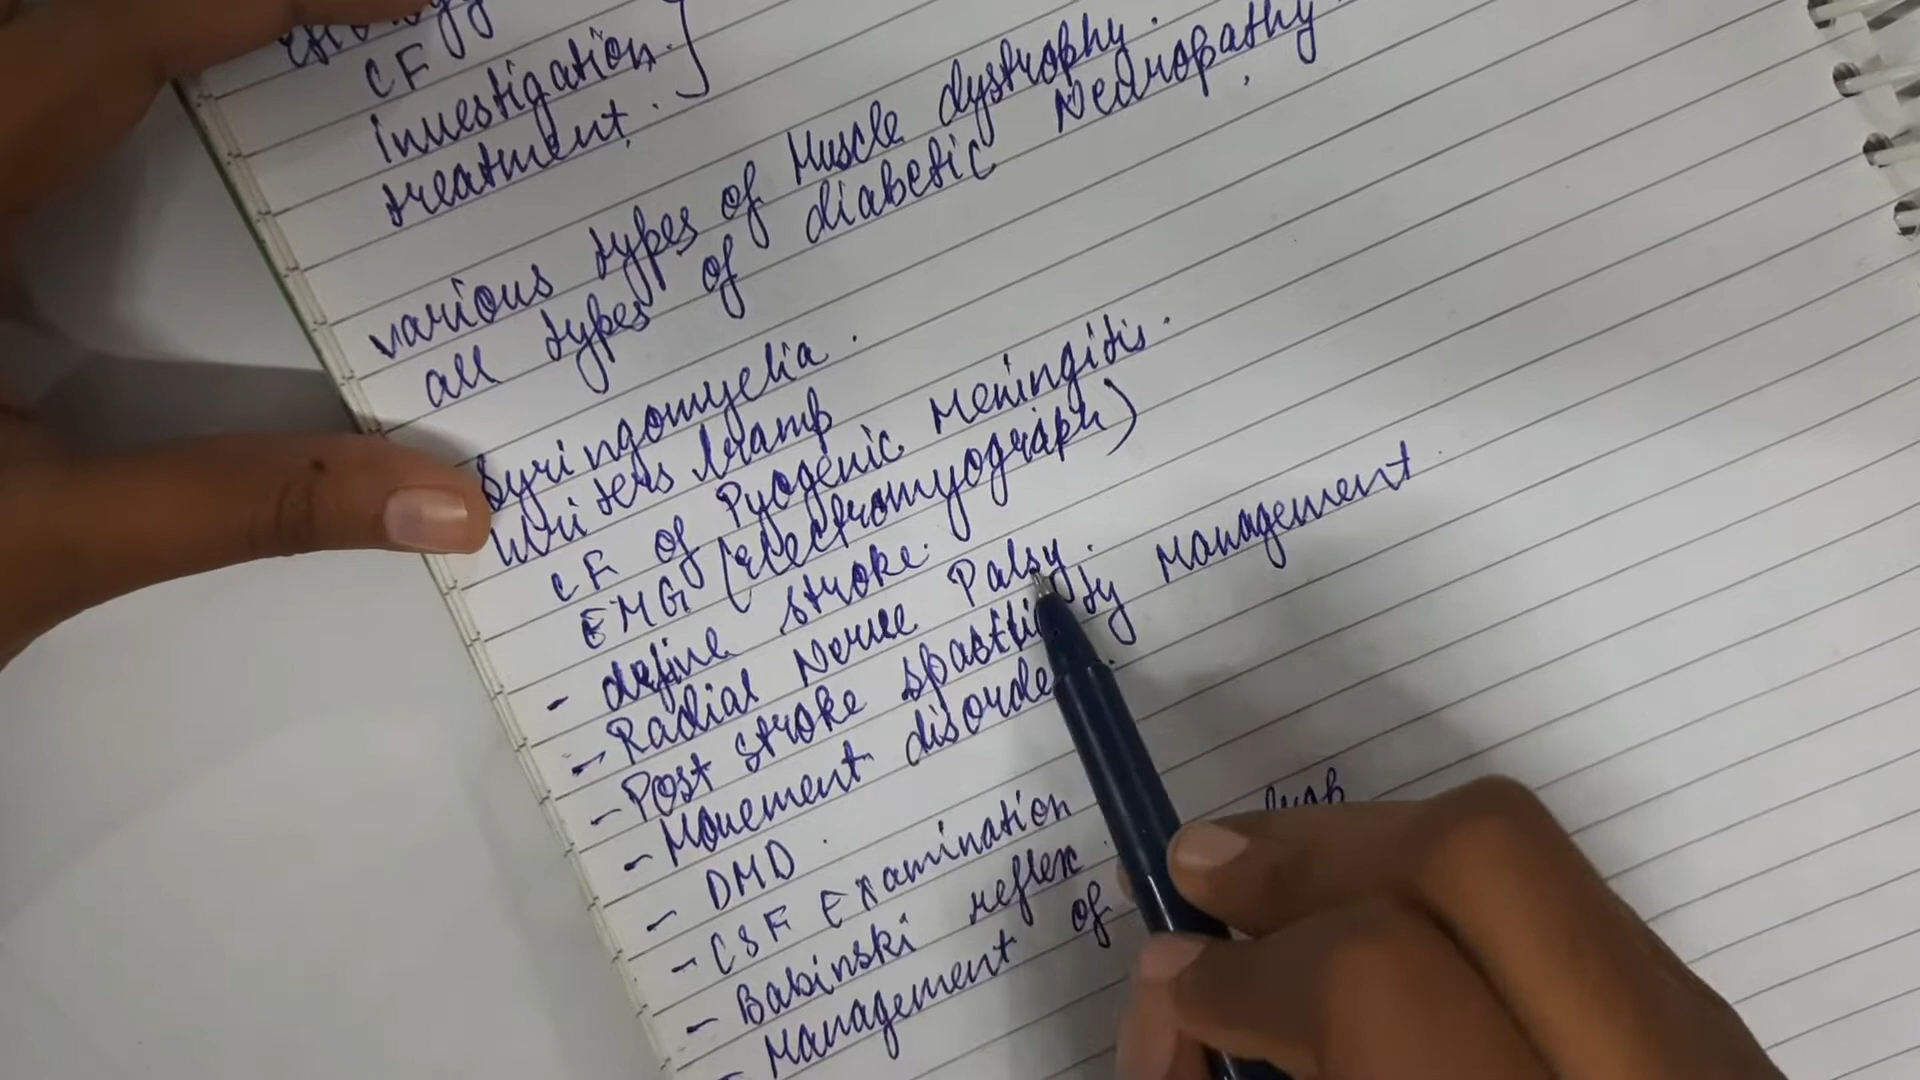 CF
investigation
treatment.
various types of Muscle dystrophy.
all types of diabetic Neuropathy.
Syringomyelia.
writers kramp
CF of Pyogenic Meningitis.
EMG (electromyograph)
- define stroke.
- Radial Nerve Palsy.
- Post stroke spasticity Management
- Movement disorder.
- DMD.
- CSF Examination
- Babinski reflex
- Management of